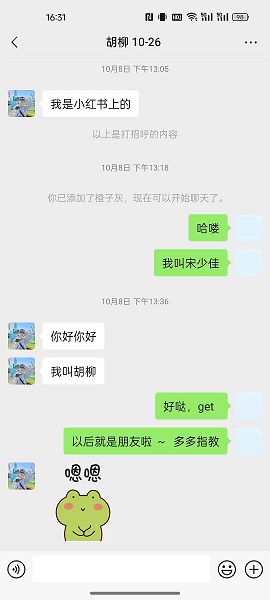 16:31
98
胡柳 10-26
10月8日 下午13:05
我是小红书上的
以上是打招呼的内容
10月8日 下午13:18
你已添加了橙子灰，现在可以开始聊天了。
哈喽
我叫宋少佳
10月8日 下午13:36
你好你好
我叫胡柳
好哒，get
以后就是朋友啦 ~ 多多指教
嗯嗯